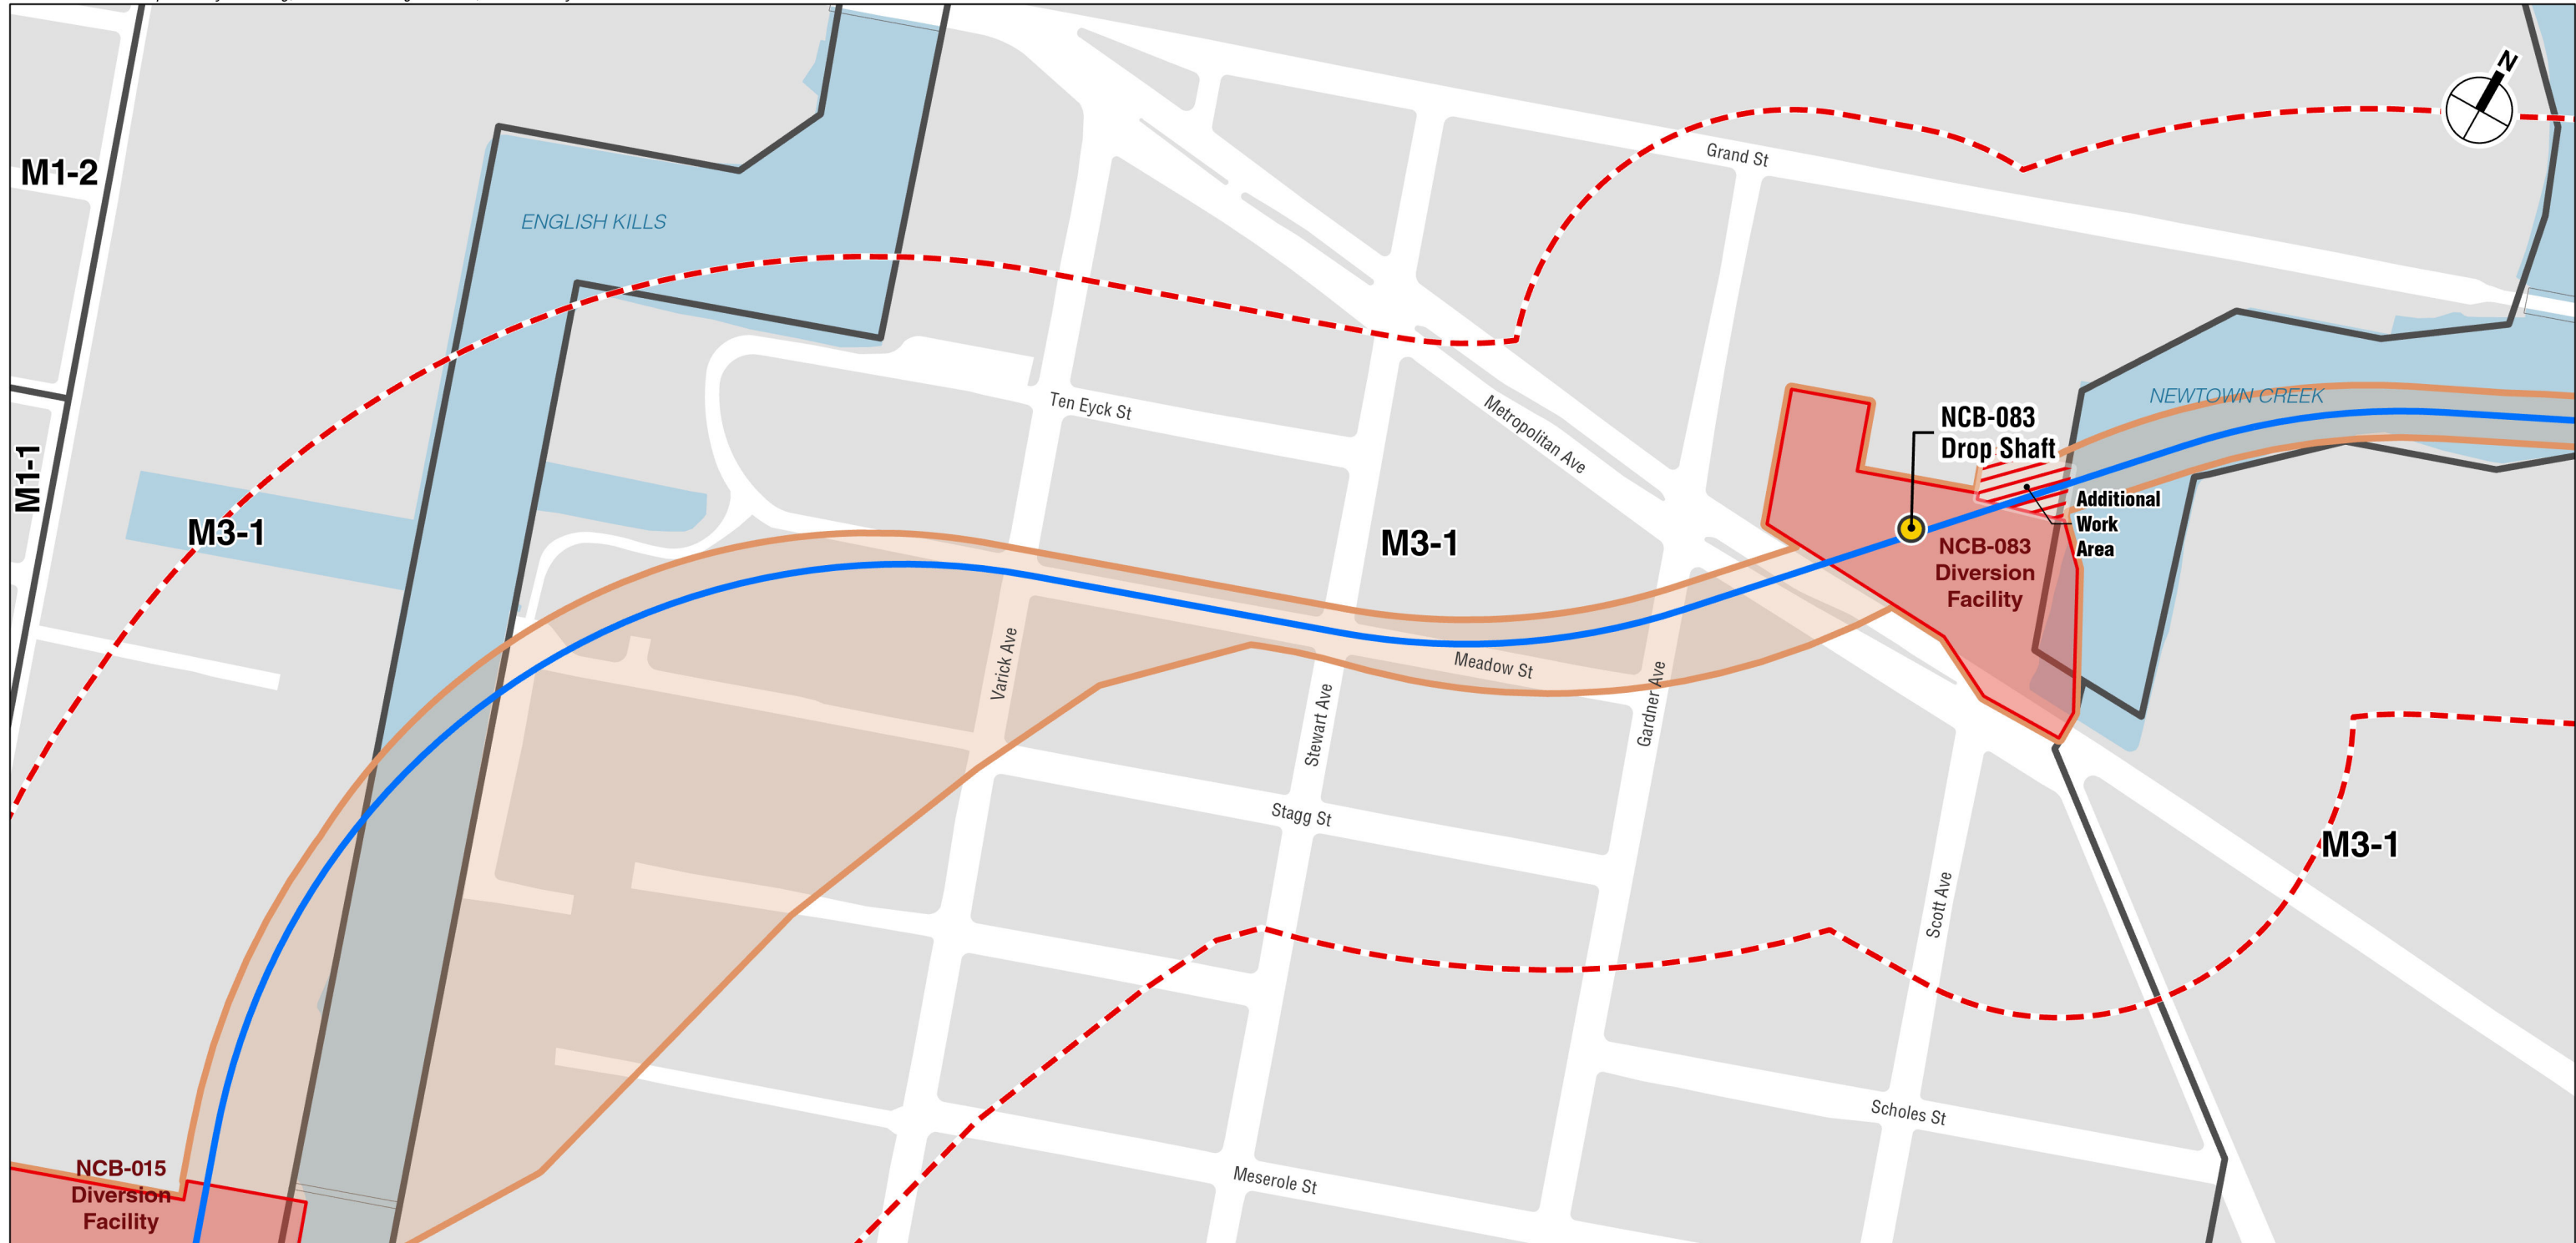 N
Grand St
M1-2
ENGLISH KILLS
NEWTOWN CREEK
Ten Eyck St
Metropolitan Ave
NCB-083
Drop Shaft
M1-1
M3-1
M3-1
Additional
Work
Area
NCB-083
Diversion
Facility
Varick Ave
Meadow St
Gardner Ave
Stewart Ave
Stagg St
M3-1
Scott Ave
Scholes St
NCB-015
Diversion
Facility
Meserole St